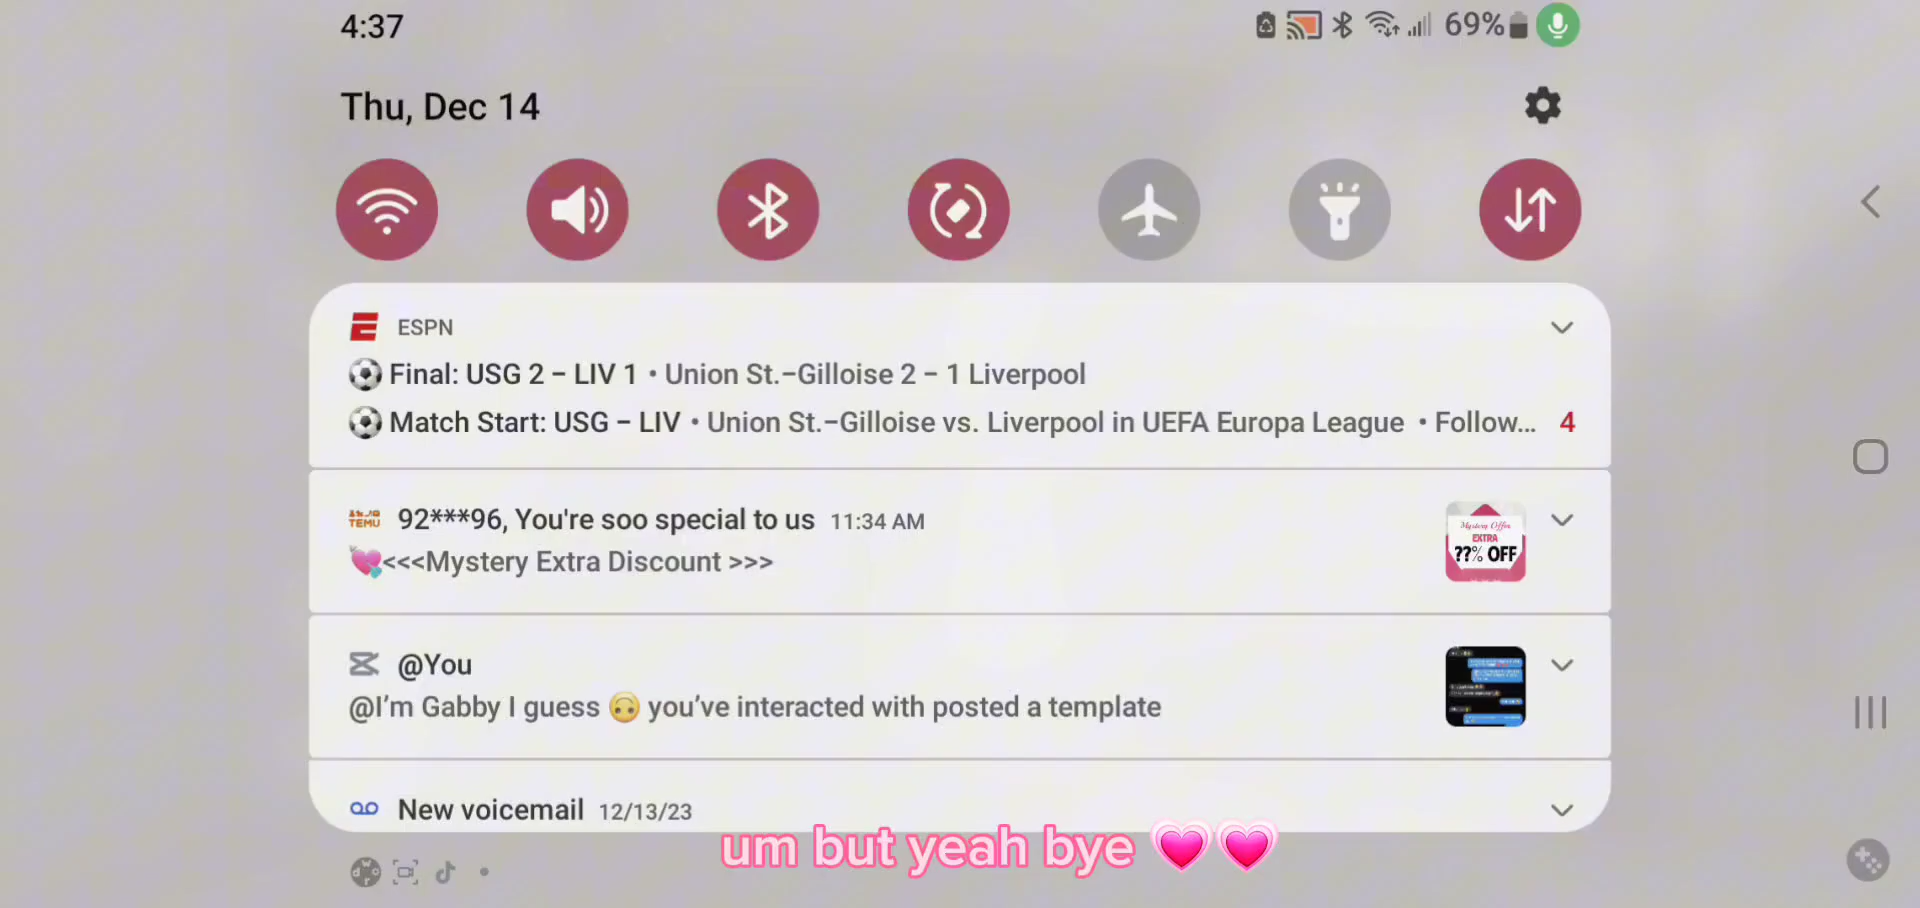 4:37
69%
Thu, Dec 14
ESPN
Final: USG 2 – LIV 1 • Union St.–Gilloise 2 – 1 Liverpool
Match Start: USG – LIV • Union St.–Gilloise vs. Liverpool in UEFA Europa League • Follow... 4
TEMU 92***96, You're soo special to us 11:34 AM
💘<<<Mystery Extra Discount >>>
Mystery Offer
EXTRA
??% OFF
@You
@I'm Gabby I guess 🙃 you've interacted with posted a template
New voicemail 12/13/23
um but yeah bye 💗💗